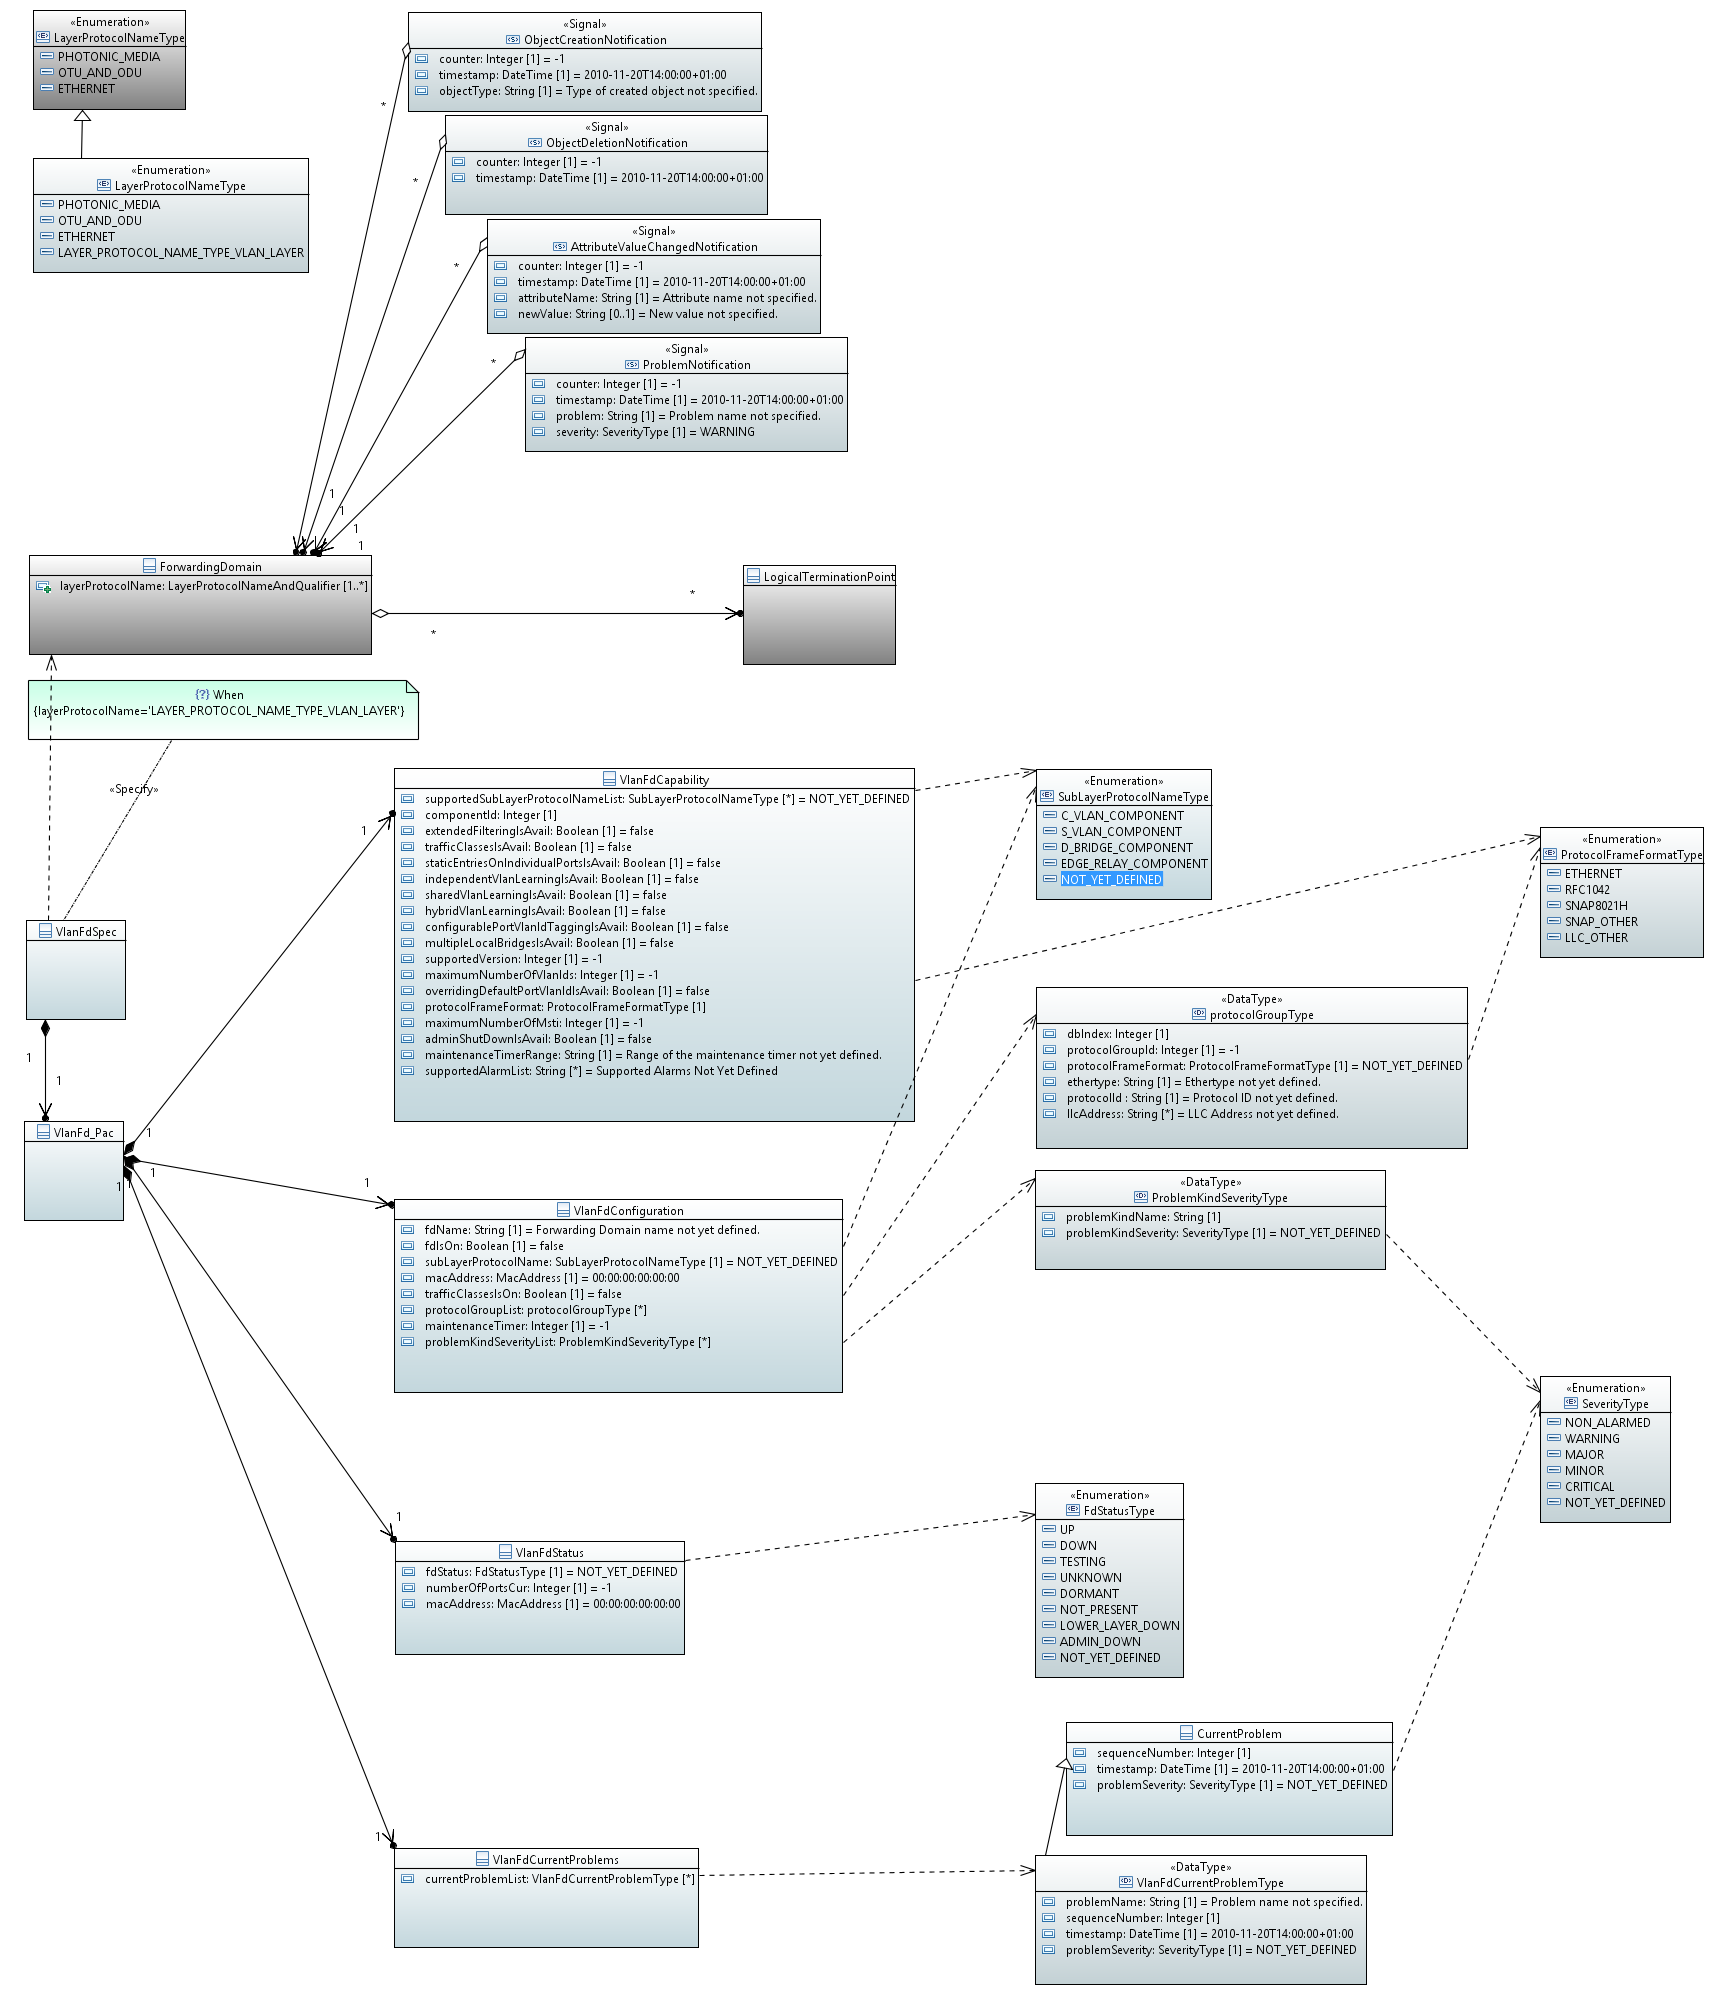 «Enumeration»
LayerProtocolNameType
PHOTONIC_MEDIA
OTU_AND_ODU
ETHERNET
«Enumeration»
LayerProtocolNameType
PHOTONIC_MEDIA
OTU_AND_ODU
ETHERNET
LAYER_PROTOCOL_NAME_TYPE_VLAN_LAYER
«Signal»
ObjectCreationNotification
counter: Integer [1] = -1
timestamp: DateTime [1] = 2010-11-20T14:00:00+01:00
objectType: String [1] = Type of created object not specified.
*
«Signal»
ObjectDeletionNotification
counter: Integer [1] = -1
timestamp: DateTime [1] = 2010-11-20T14:00:00+01:00
*
«Signal»
AttributeValueChangedNotification
counter: Integer [1] = -1
timestamp: DateTime [1] = 2010-11-20T14:00:00+01:00
attributeName: String [1] = Attribute name not specified.
newValue: String [0..1] = New value not specified.
*
«Signal»
ProblemNotification
counter: Integer [1] = -1
timestamp: DateTime [1] = 2010-11-20T14:00:00+01:00
problem: String [1] = Problem name not specified.
severity: SeverityType [1] = WARNING
*
1
1
1
1
ForwardingDomain
layerProtocolName: LayerProtocolNameAndQualifier [1..*]
*
*
LogicalTerminationPoint
{?} When
{layerProtocolName='LAYER_PROTOCOL_NAME_TYPE_VLAN_LAYER'}
«Specify»
VlanFdSpec
1
1
VlanFd_Pac
1
1
1
1
1
1
1
1
VlanFdCapability
supportedSubLayerProtocolNameList: SubLayerProtocolNameType [*] = NOT_YET_DEFINED
componentId: Integer [1]
extendedFilteringIsAvail: Boolean [1] = false
trafficClassesIsAvail: Boolean [1] = false
staticEntriesOnIndividualPortsIsAvail: Boolean [1] = false
independentVlanLearningIsAvail: Boolean [1] = false
sharedVlanLearningIsAvail: Boolean [1] = false
hybridVlanLearningIsAvail: Boolean [1] = false
configurablePortVlanIdTaggingIsAvail: Boolean [1] = false
multipleLocalBridgesIsAvail: Boolean [1] = false
supportedVersion: Integer [1] = -1
maximumNumberOfVlanIds: Integer [1] = -1
overridingDefaultPortVlanIdIsAvail: Boolean [1] = false
protocolFrameFormat: ProtocolFrameFormatType [1]
maximumNumberOfMsti: Integer [1] = -1
adminShutDownIsAvail: Boolean [1] = false
maintenanceTimerRange: String [1] = Range of the maintenance timer not yet defined.
supportedAlarmList: String [*] = Supported Alarms Not Yet Defined
«Enumeration»
SubLayerProtocolNameType
C_VLAN_COMPONENT
S_VLAN_COMPONENT
D_BRIDGE_COMPONENT
EDGE_RELAY_COMPONENT
NOT_YET_DEFINED
«Enumeration»
ProtocolFrameFormatType
ETHERNET
RFC1042
SNAP8021H
SNAP_OTHER
LLC_OTHER
«DataType»
protocolGroupType
dbIndex: Integer [1]
protocolGroupId: Integer [1] = -1
protocolFrameFormat: ProtocolFrameFormatType [1] = NOT_YET_DEFINED
ethertype: String [1] = Ethertype not yet defined.
protocolId : String [1] = Protocol ID not yet defined.
llcAddress: String [*] = LLC Address not yet defined.
«DataType»
ProblemKindSeverityType
problemKindName: String [1]
problemKindSeverity: SeverityType [1] = NOT_YET_DEFINED
VlanFdConfiguration
fdName: String [1] = Forwarding Domain name not yet defined.
fdIsOn: Boolean [1] = false
subLayerProtocolName: SubLayerProtocolNameType [1] = NOT_YET_DEFINED
macAddress: MacAddress [1] = 00:00:00:00:00:00
trafficClassesIsOn: Boolean [1] = false
protocolGroupList: protocolGroupType [*]
maintenanceTimer: Integer [1] = -1
problemKindSeverityList: ProblemKindSeverityType [*]
«Enumeration»
SeverityType
NON_ALARMED
WARNING
MAJOR
MINOR
CRITICAL
NOT_YET_DEFINED
VlanFdStatus
fdStatus: FdStatusType [1] = NOT_YET_DEFINED
numberOfPortsCur: Integer [1] = -1
macAddress: MacAddress [1] = 00:00:00:00:00:00
«Enumeration»
FdStatusType
UP
DOWN
TESTING
UNKNOWN
DORMANT
NOT_PRESENT
LOWER_LAYER_DOWN
ADMIN_DOWN
NOT_YET_DEFINED
CurrentProblem
sequenceNumber: Integer [1]
timestamp: DateTime [1] = 2010-11-20T14:00:00+01:00
problemSeverity: SeverityType [1] = NOT_YET_DEFINED
VlanFdCurrentProblems
currentProblemList: VlanFdCurrentProblemType [*]
«DataType»
VlanFdCurrentProblemType
problemName: String [1] = Problem name not specified.
sequenceNumber: Integer [1]
timestamp: DateTime [1] = 2010-11-20T14:00:00+01:00
problemSeverity: SeverityType [1] = NOT_YET_DEFINED